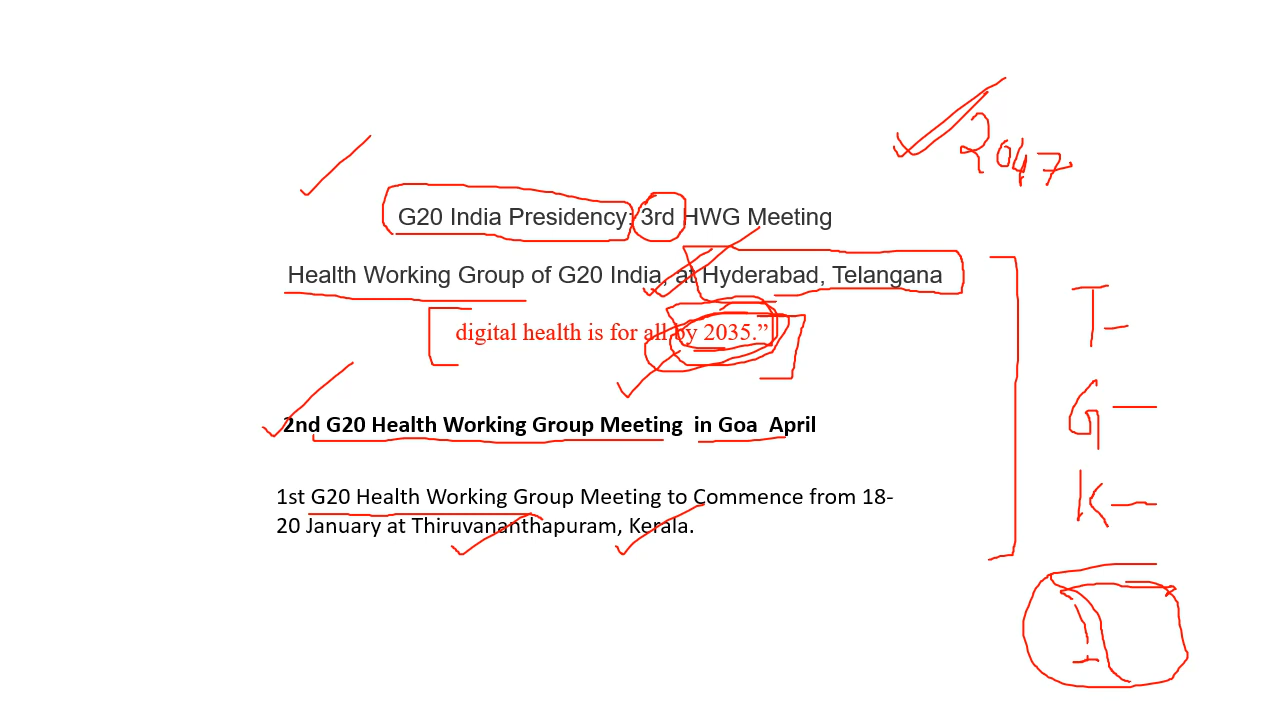 2047
G20 India Presidency; 3rd HWG Meeting
Health Working Group of G20 India, at Hyderabad, Telangana
digital health is for all by 2035.”
T-
2nd G20 Health Working Group Meeting in Goa April
G-
1st G20 Health Working Group Meeting to Commence from 18-
20 January at Thiruvananthapuram, Kerala.
K-